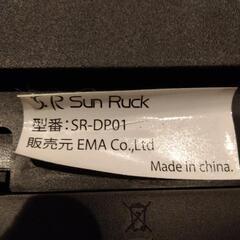 S.R Sun Ruck
型番:SR-DP01
販売元 EMA Co.,Ltd
Made in china.